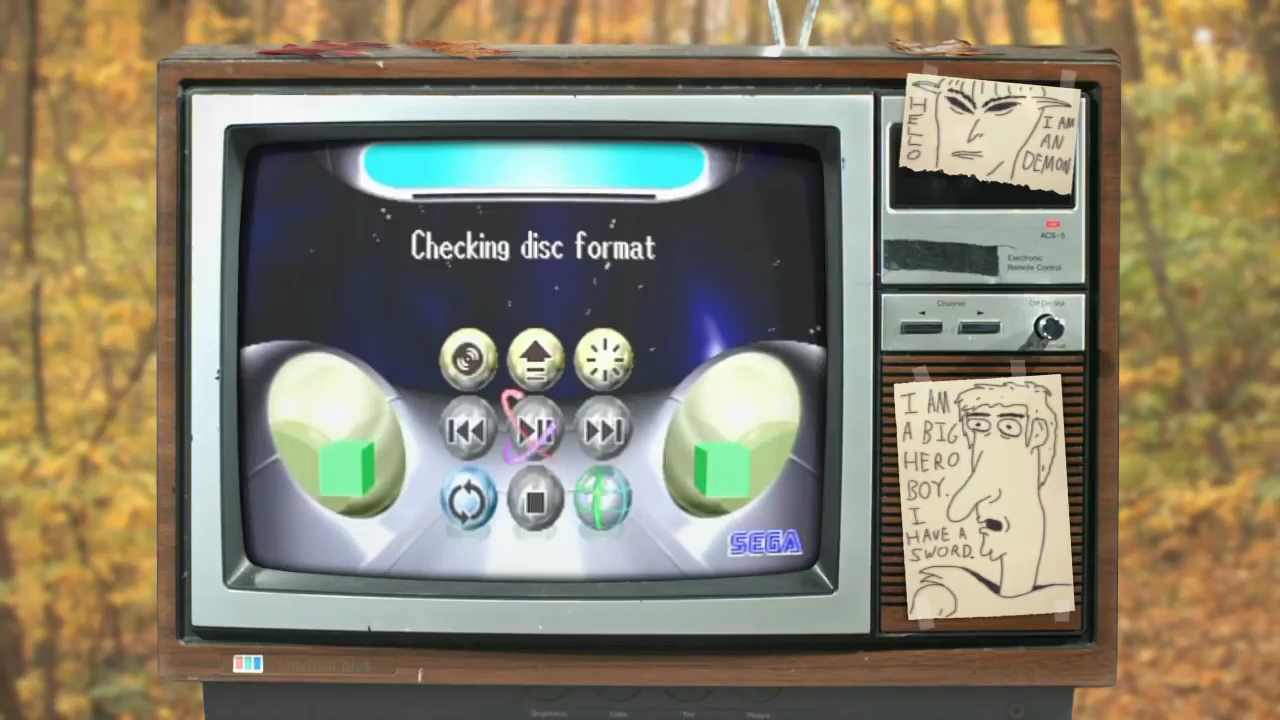 Checking disc format
SEGA
HELLO
I AM
AN
DEMON
ACS-5
Electronic
Remote Control
Channel
I AM
A BIG
HERO
BOY.
I
HAVE A
SWORD.
plus